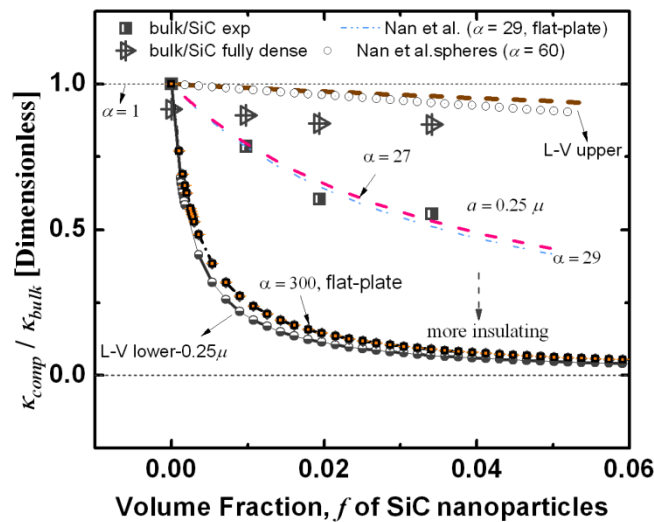 bulk/SiC exp
Nan et al. (α = 29, flat-plate)
bulk/SiC fully dense
Nan et al.spheres (α = 60)
1.0
α = 1
L-V upper
α = 27
a = 0.25 μ
0.5
α = 29
α = 300, flat-plate
more insulating
L-V lower-0.25μ
0.0
κcomp / κbulk [Dimensionless]
0.00
0.02
0.04
0.06
Volume Fraction, f of SiC nanoparticles